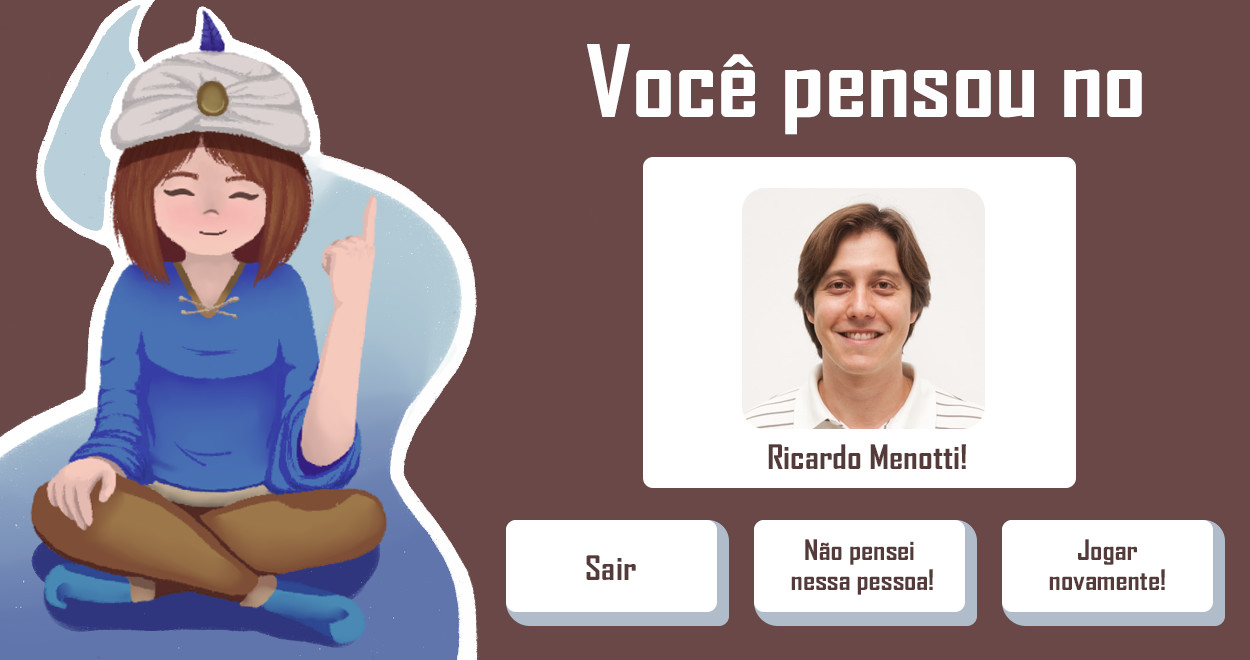 Você pensou no
Ricardo Menotti!
Sair
Não pensei
nessa pessoa!
Jogar
novamente!